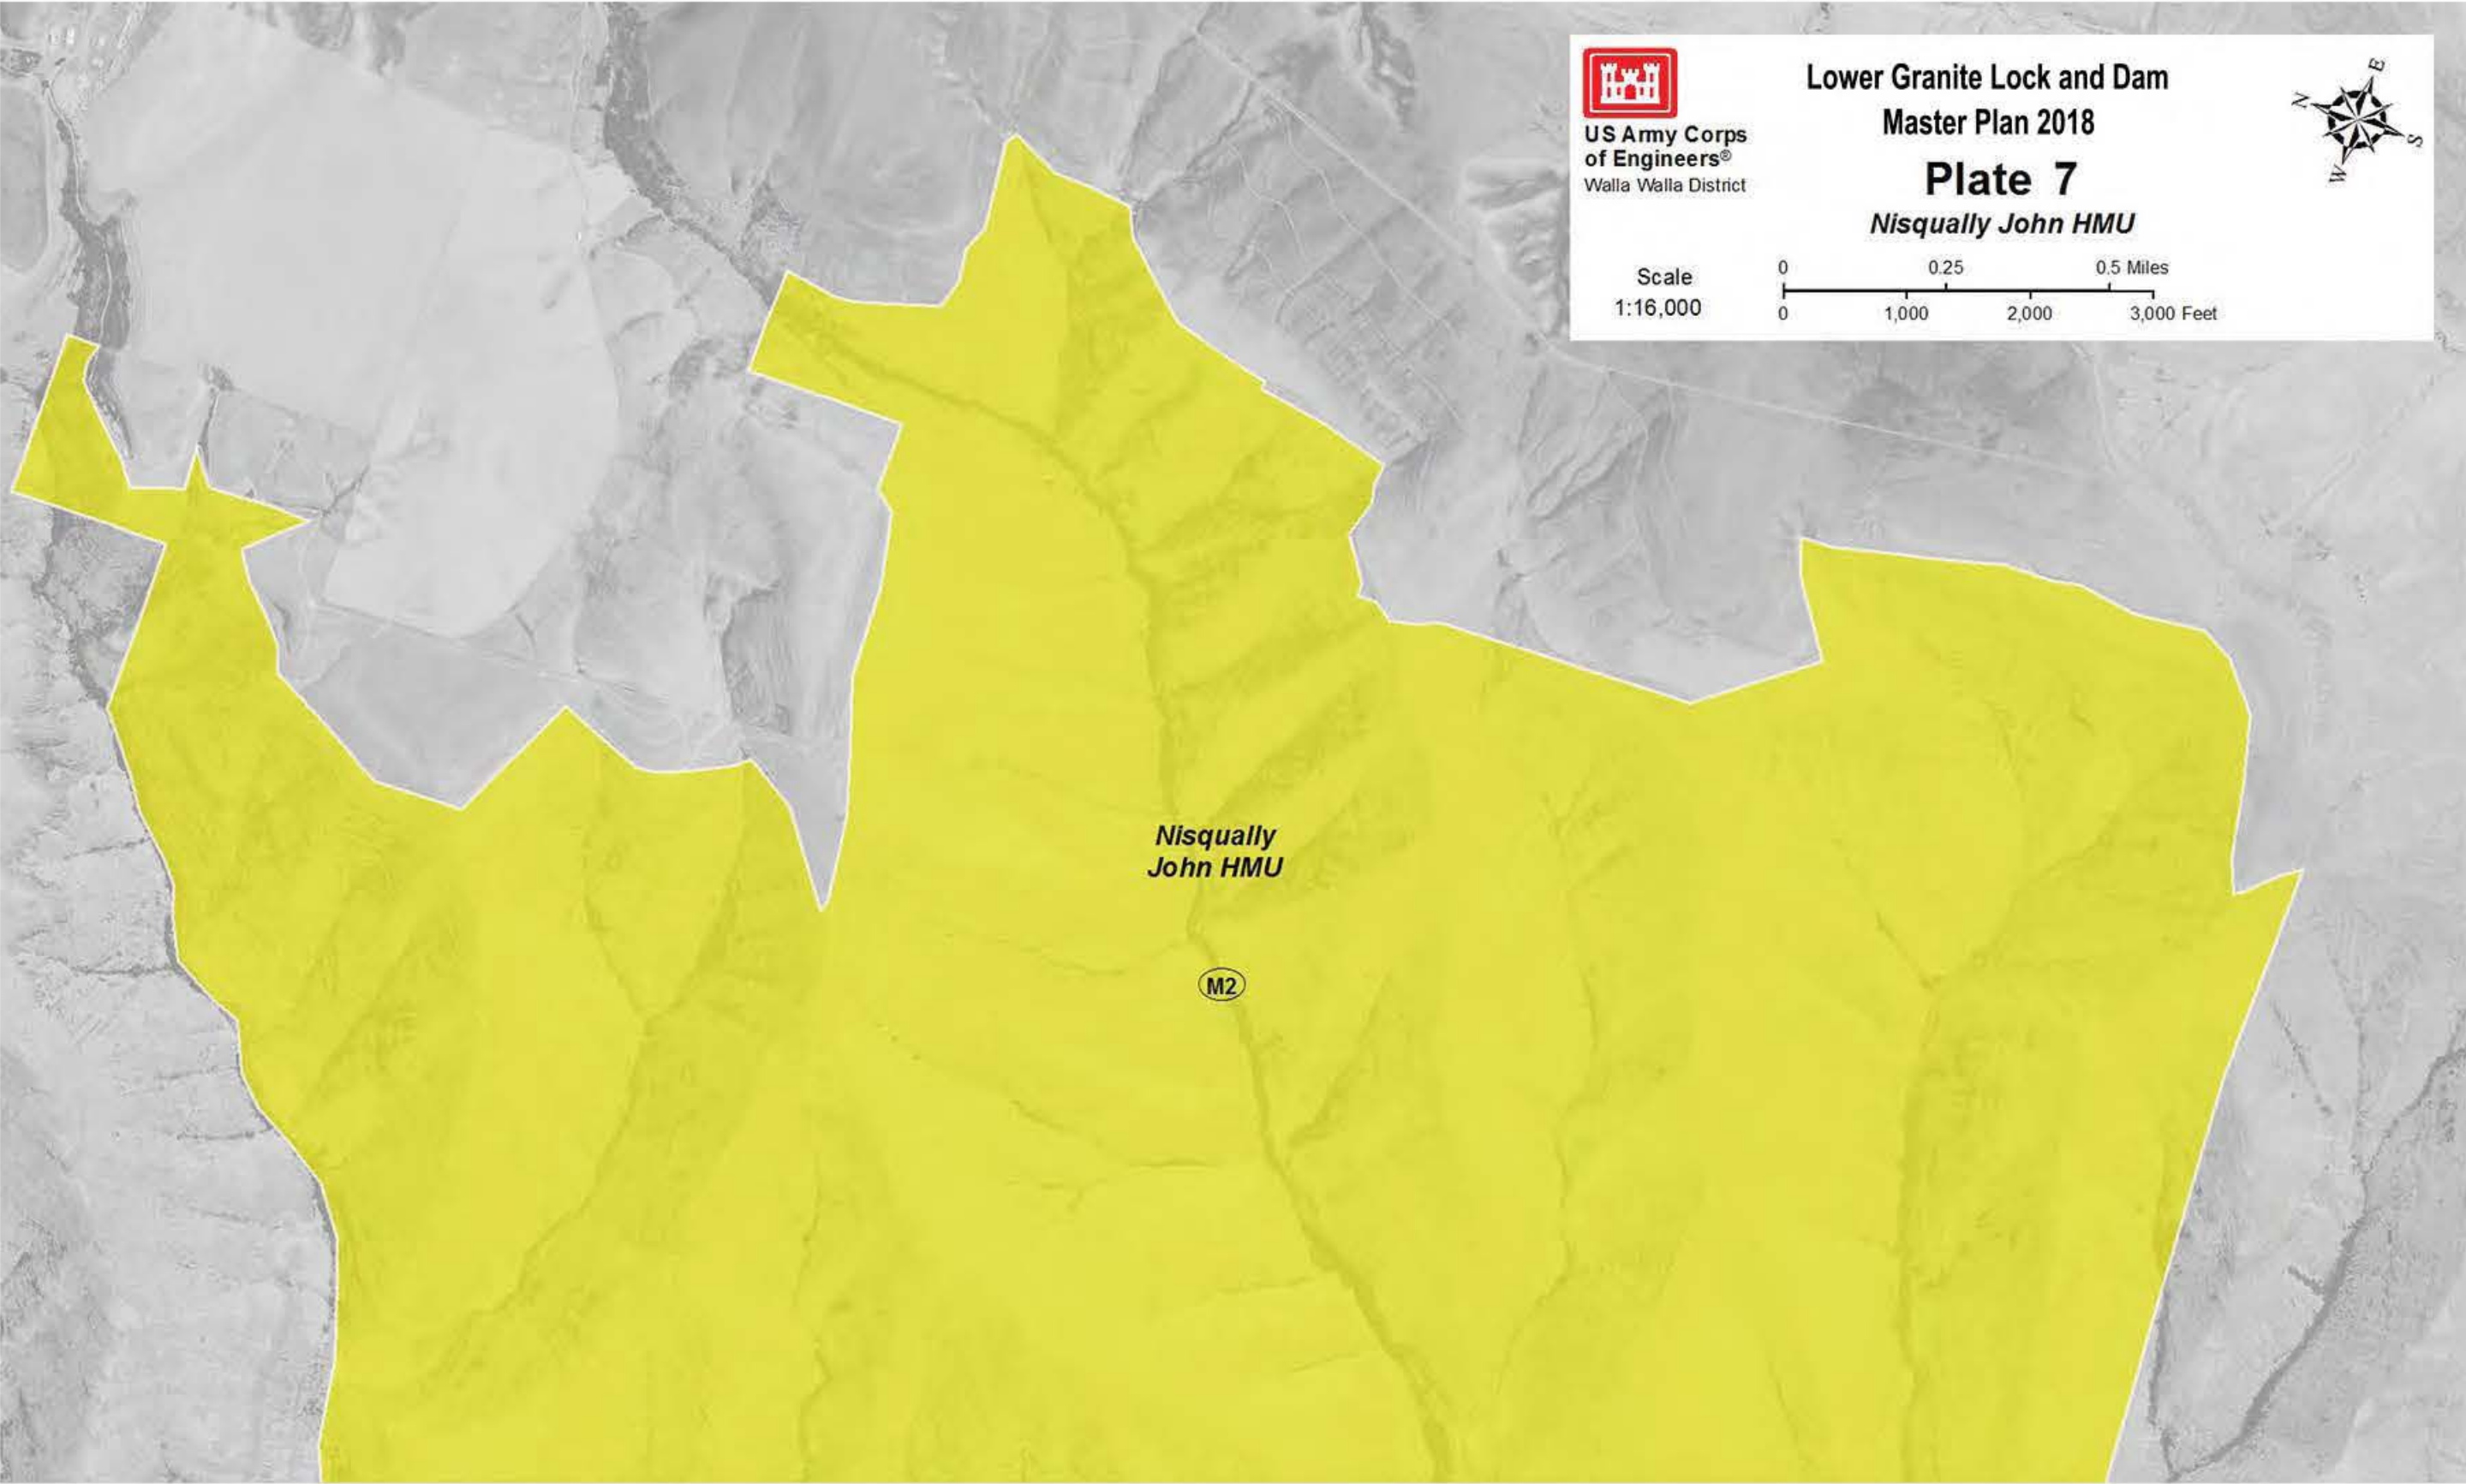 Lower Granite Lock and Dam
Master Plan 2018
Plate 7
Nisqually John HMU
US Army Corps
of Engineers®
Walla Walla District
N
E
S
W
Scale
1:16,000
0 0.25 0.5 Miles
0 1,000 2,000 3,000 Feet
Nisqually
John HMU
M2